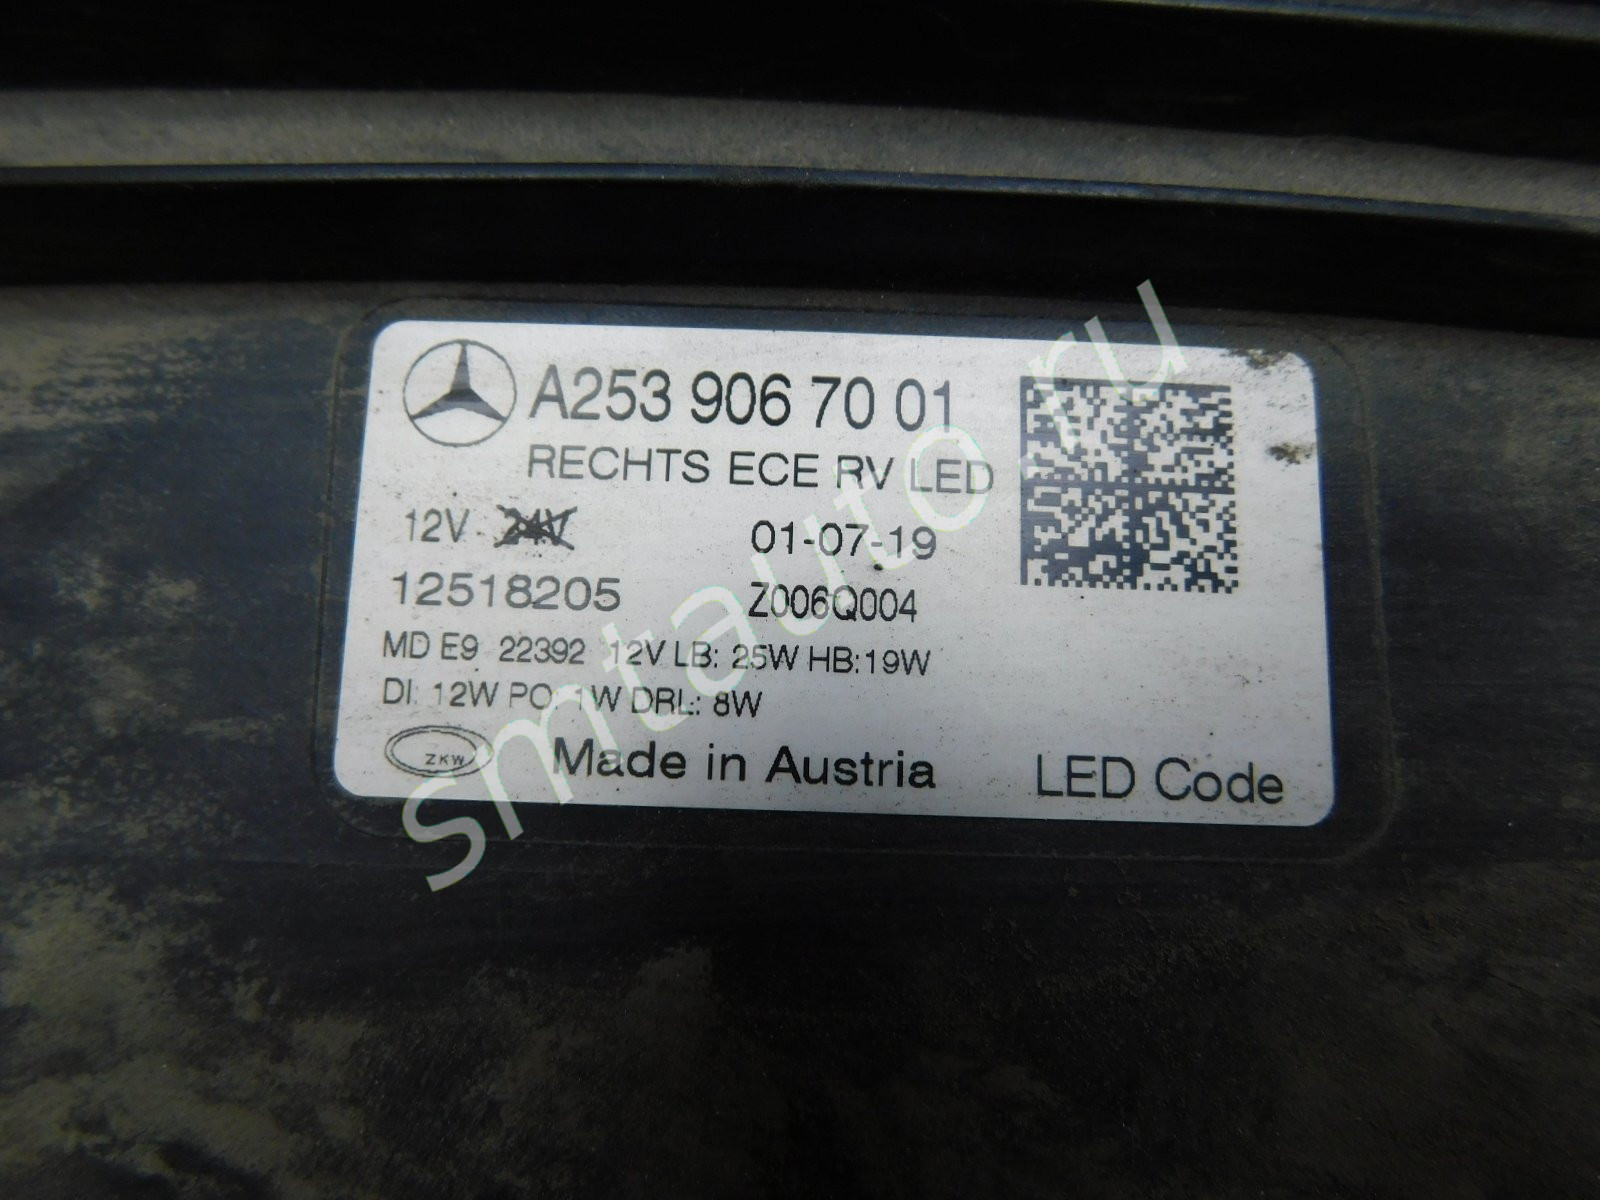 A253 906 70 01
RECHTS ECE RV LED
12V - 24V 01-07-19
12518205 Z006Q004
MD E9 22392 12V LB: 25W HB:19W
DI: 12W PO: 1W DRL: 8W
ZKW Made in Austria LED Code
smtauto.ru